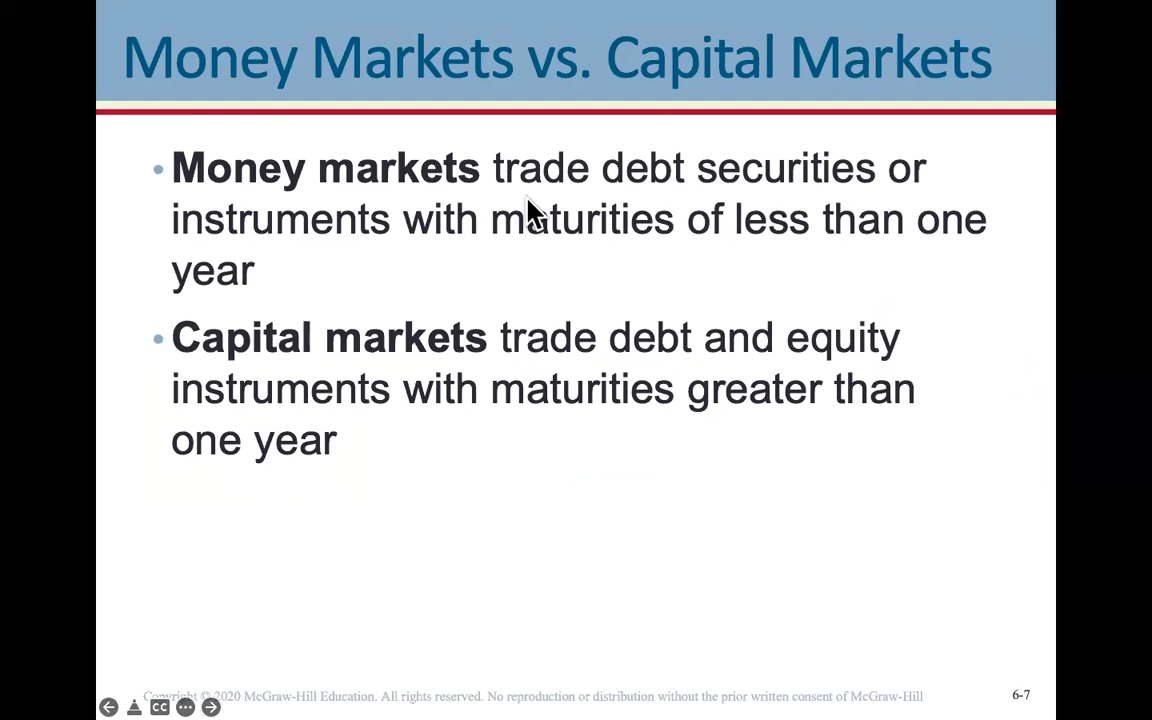 Money Markets vs. Capital Markets
• Money markets trade debt securities or
instruments with maturities of less than one
year
• Capital markets trade debt and equity
instruments with maturities greater than
one year
Copyright © 2020 McGraw-Hill Education. All rights reserved. No reproduction or distribution without the prior written consent of McGraw-Hill
6-7
CC